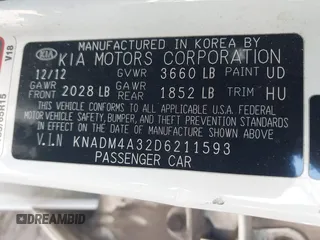 MANUFACTURED IN KOREA BY
KIA KIA MOTORS CORPORATION
12/12 GVWR 3660 LB PAINT UD
GAWR FRONT 2028 LB GAWR REAR 1852 LB TRIM HU
THIS VEHICLE CONFORMS TO ALL APPLICABLE U.S.A. FEDERAL MOTOR
VEHICLE SAFETY, BUMPER, AND THEFT PREVENTION STANDARDS
IN EFFECT ON THE DATE OF MANUFACTURE SHOWN ABOVE.
V.I.N KNADM4A32D6211593
PASSENGER CAR
V18
DREAMBID